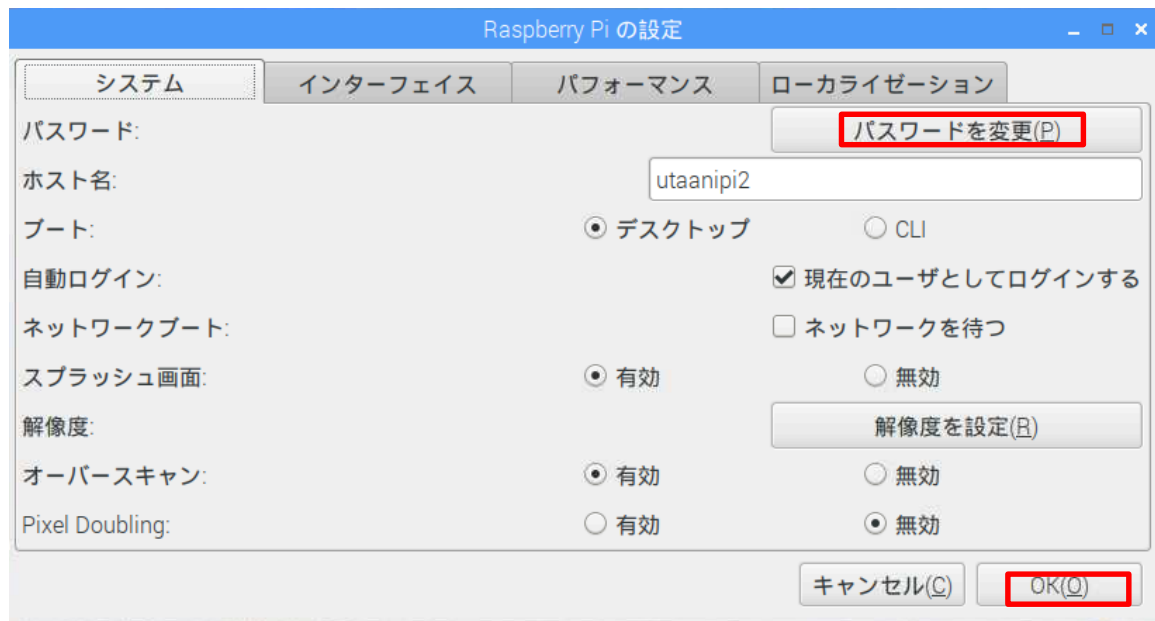 Raspberry Pi の設定
システム インターフェイス パフォーマンス ローカライゼーション
パスワード: パスワードを変更(P)
ホスト名: utaanipi2
ブート: デスクトップ CLI
自動ログイン: 現在のユーザとしてログインする
ネットワークブート: ネットワークを待つ
スプラッシュ画面: 有効 無効
解像度: 解像度を設定(R)
オーバースキャン: 有効 無効
Pixel Doubling: 有効 無効
キャンセル(C) OK(O)